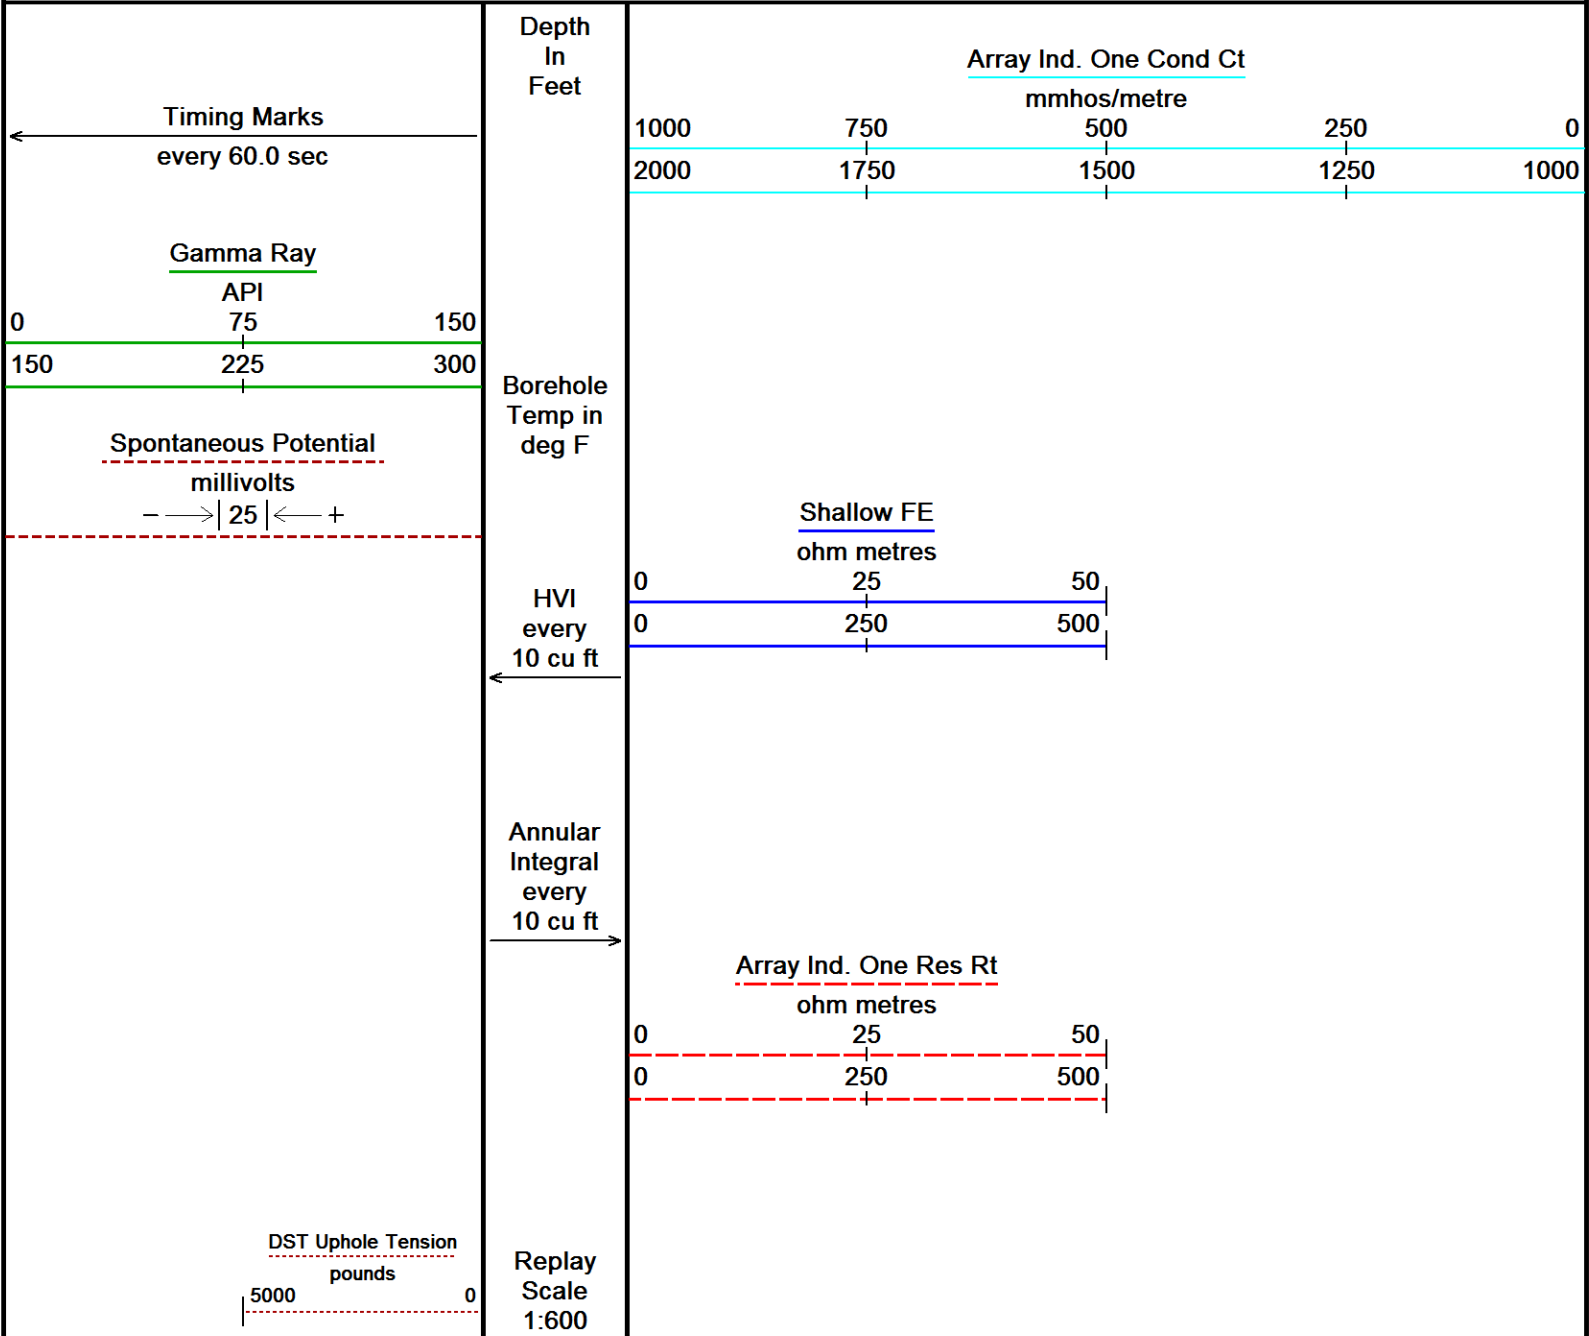 Timing Marks
every 60.0 sec
Gamma Ray
API
0 75 150
150 225 300
Spontaneous Potential
millivolts
− 25 +
DST Uphole Tension
pounds
5000 0
Depth
In
Feet
Borehole
Temp in
deg F
HVI
every
10 cu ft
Annular
Integral
every
10 cu ft
Replay
Scale
1:600
Array Ind. One Cond Ct
mmhos/metre
1000 750 500 250 0
2000 1750 1500 1250 1000
Shallow FE
ohm metres
0 25 50
0 250 500
Array Ind. One Res Rt
ohm metres
0 25 50
0 250 500